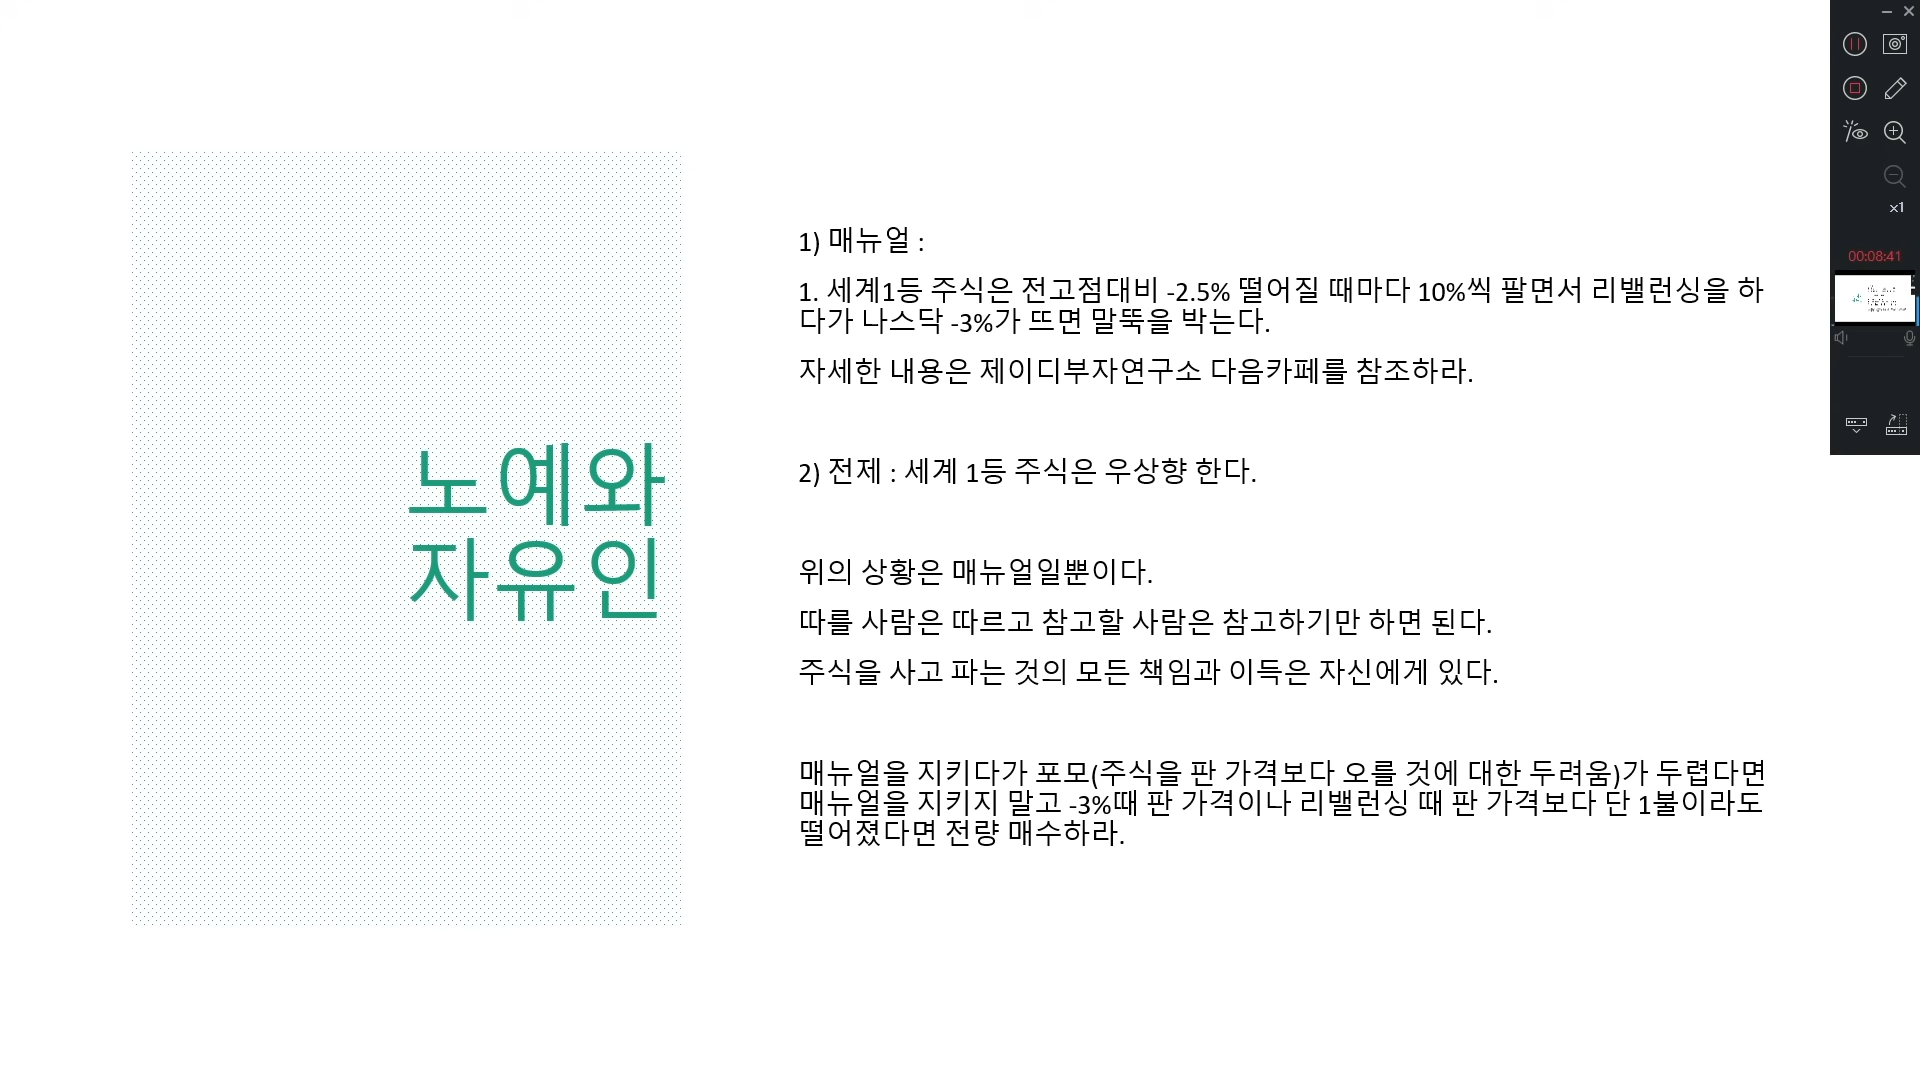 노예와
자유인
1) 매뉴얼 :
1. 세계1등 주식은 전고점대비 -2.5% 떨어질 때마다 10%씩 팔면서 리밸런싱을 하
다가 나스닥 -3%가 뜨면 말뚝을 박는다.
자세한 내용은 제이디부자연구소 다음카페를 참조하라.
2) 전제 : 세계 1등 주식은 우상향 한다.
위의 상황은 매뉴얼일뿐이다.
따를 사람은 따르고 참고할 사람은 참고하기만 하면 된다.
주식을 사고 파는 것의 모든 책임과 이득은 자신에게 있다.
매뉴얼을 지키다가 포모(주식을 판 가격보다 오를 것에 대한 두려움)가 두렵다면
매뉴얼을 지키지 말고 -3%때 판 가격이나 리밸런싱 때 판 가격보다 단 1불이라도
떨어졌다면 전량 매수하라.
x1
00:08:41